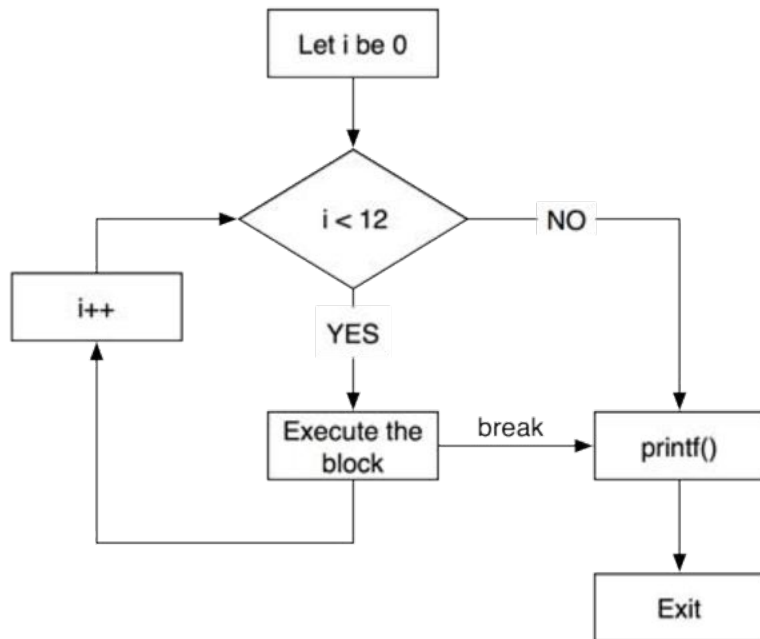 Let i be 0
i < 12
NO
i++
YES
Execute the
block
break
printf()
Exit